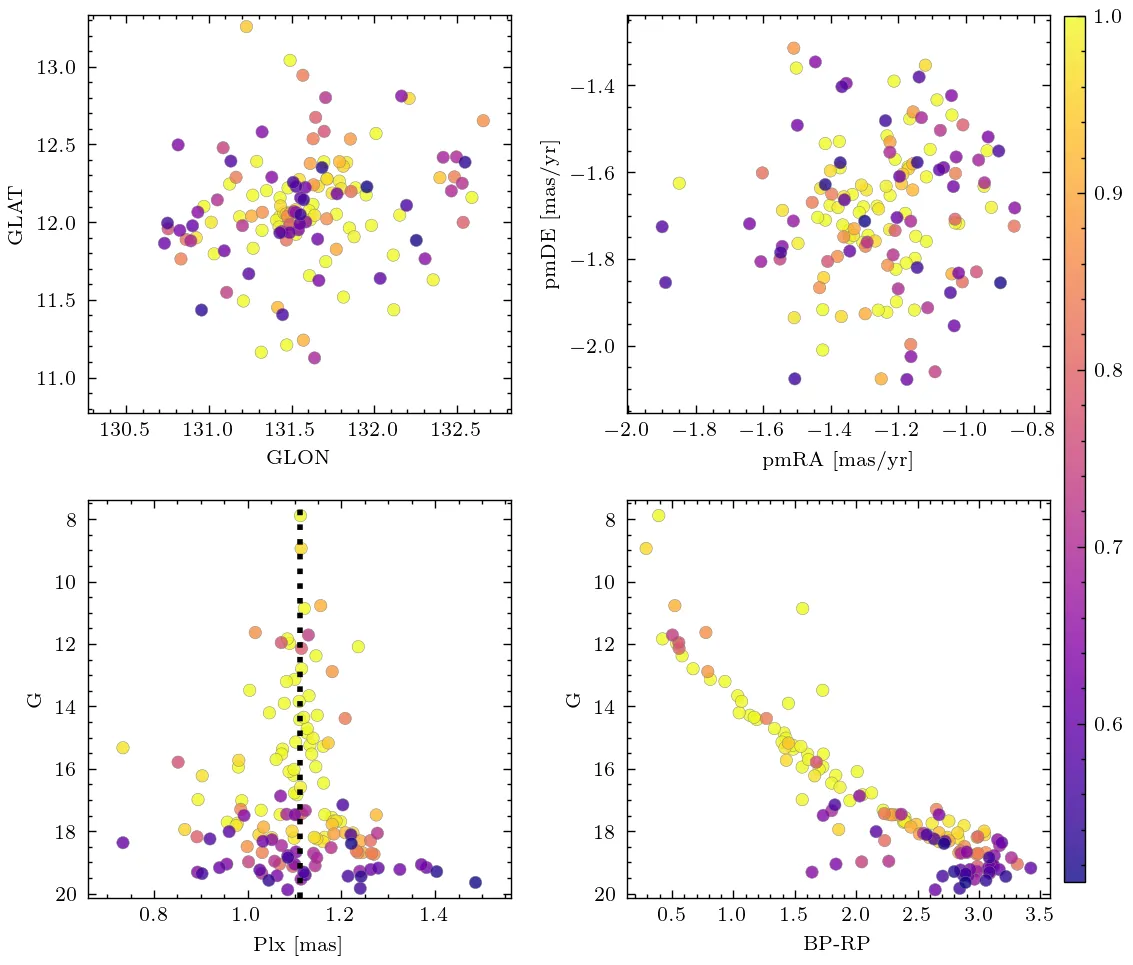 13.0
12.5
12.0
11.5
11.0
GLAT
130.5 131.0 131.5 132.0 132.5
GLON
−1.4
−1.6
−1.8
−2.0
pmDE [mas/yr]
−2.0 −1.8 −1.6 −1.4 −1.2 −1.0 −0.8
pmRA [mas/yr]
1.0
0.9
0.8
0.7
0.6
8
10
12
14
16
18
20
G
0.8 1.0 1.2 1.4
Plx [mas]
8
10
12
14
16
18
20
G
0.5 1.0 1.5 2.0 2.5 3.0 3.5
BP-RP